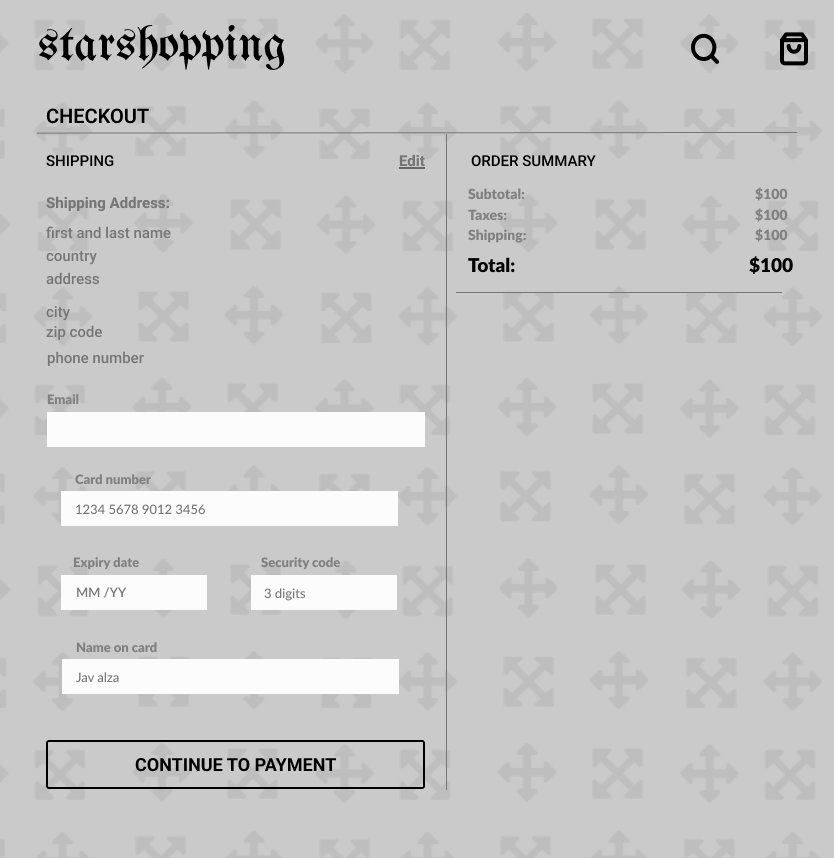 starshopping
CHECKOUT
SHIPPING
Edit
Shipping Address:
first and last name
country
address
city
zip code
phone number
Email
Card number
1234 5678 9012 3456
Expiry date
Security code
MM /YY
3 digits
Name on card
Jav alza
CONTINUE TO PAYMENT
ORDER SUMMARY
Subtotal: $100
Taxes: $100
Shipping: $100
Total: $100